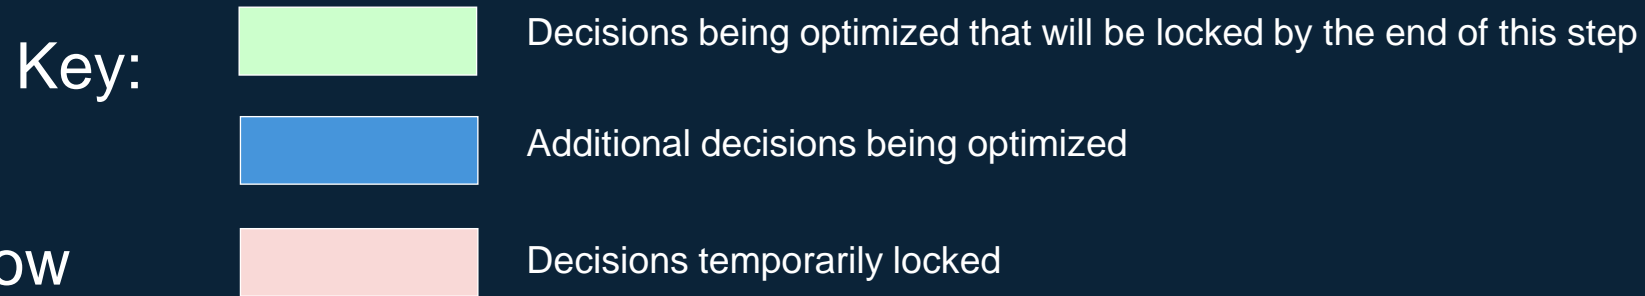 Decisions being optimized that will be locked by the end of this step
Key:
Additional decisions being optimized
Decisions temporarily locked